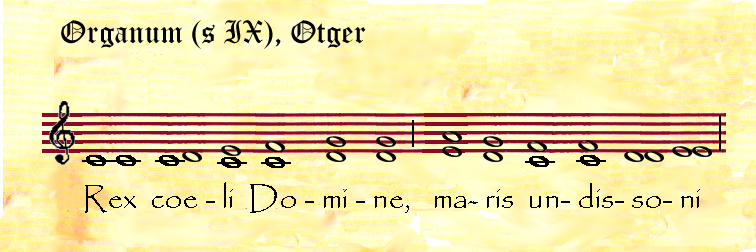 Organum (s IX), Otger
Rex coe - li Do - mi - ne, ma- ris un- dis- so- ni